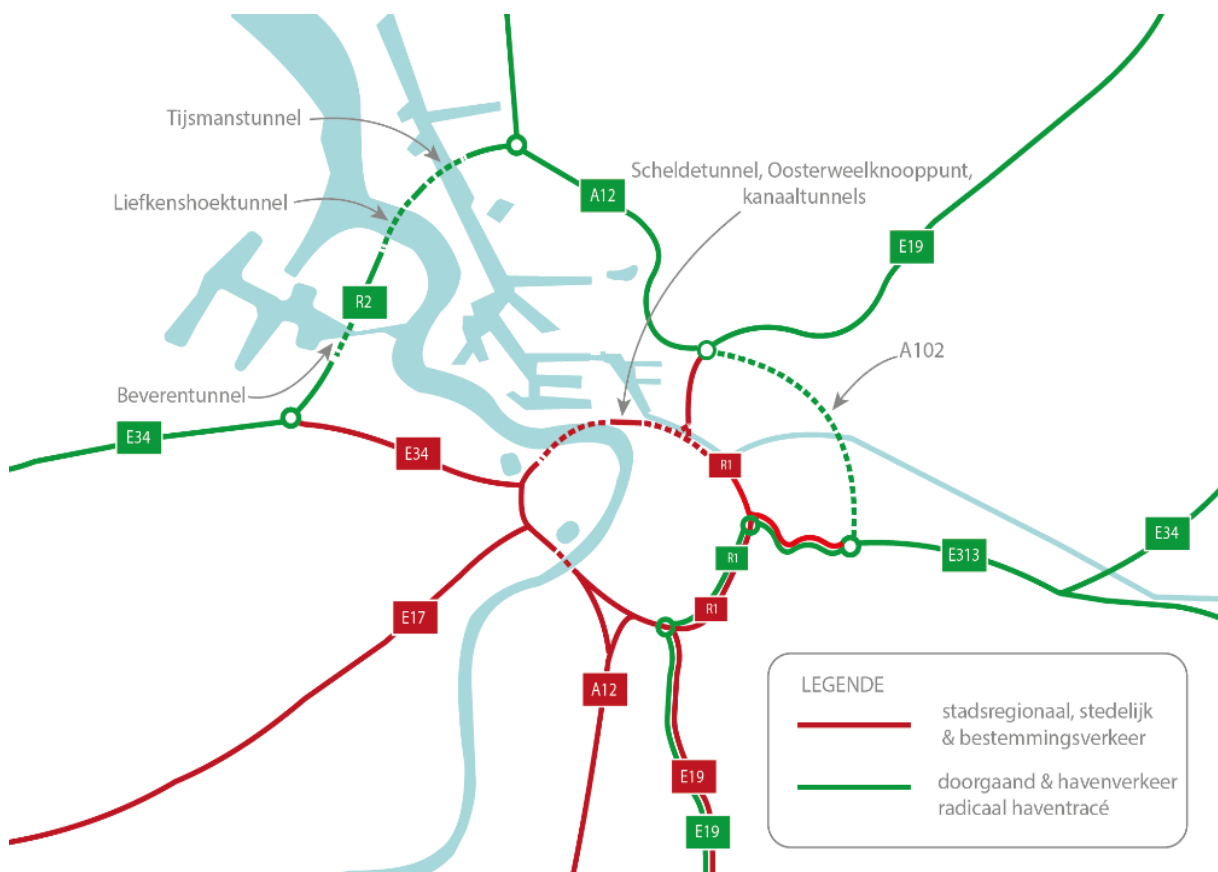 Tijsmanstunnel
Scheldetunnel, Oosterweelknooppunt,
kanaaltunnels
A12
Liefkenshoektunnel
E19
R2
A102
Beverentunnel
E34
E34
R1
E34
E313
R1
R1
E17
A12
E19
E19
LEGENDE
stadsregionaal, stedelijk
& bestemmingsverkeer
doorgaand & havenverkeer
radicaal haventracé